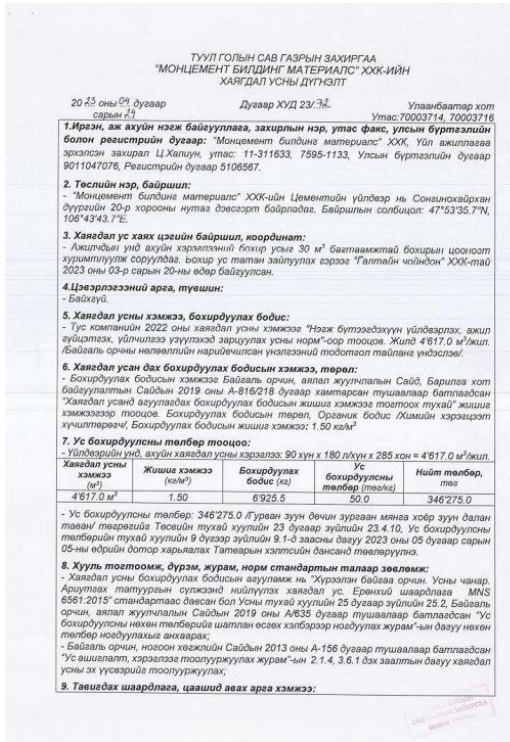 ТУУЛ ГОЛЫН САВ ГАЗРЫН ЗАХИРГАА
"МОНЦЕМЕНТ БИЛДИНГ МАТЕРИАЛС" ХХК-ИЙН
ХАЯГДАЛ УСНЫ ДҮГНЭЛТ
2023 оны 04 дугаар Дугаар ХУД 23/ Улаанбаатар хот
сарын Утас:70003714, 70003716
1.Иргэн, аж ахуйн нэгж байгууллага, захирлын нэр, утас факс, улсын бүртгэлийн
болон регистрийн дугаар: "Монцемент билдинг материалс" ХХК, Үйл ажиллагаа
эрхэлсэн захирал Ц.Халиун, утас: 11-311633, 7595-1133, Улсын бүртгэлийн дугаар
9011047076, Регистрийн дугаар 5106567.
2. Төслийн нэр, байршил:
- "Монцемент билдинг материалс" ХХК-ийн Цементийн үйлдвэр нь Сонгинохайрхан
дүүргийн 20-р хорооны нутаг дэвсгэрт байрладаг. Байршлын солбицол: 47°53'35.7"N,
106°43'43.7"E.
3. Хаягдал ус хаях цэгийн байршил, координат:
- Ажилчдын унд ахуйн хэрэглээний бохир усыг 30 м³ багтаамжтай бохирын цооногт
хуримтлуулж соруулдаг. Бохир ус татан зайлуулах гэрээг "Галтайн чойндон" ХХК-тай
2023 оны 03-р сарын 20-ны өдөр байгуулсан.
4.Цэвэрлэгээний арга, түвшин:
- Байхгүй.
5. Хаягдал усны хэмжээ, бохирдуулах бодис:
- Тус компанийн 2022 оны хаягдал усны хэмжээг "Нэгж бүтээгдэхүүн үйлдвэрлэх, ажил
гүйцэтгэх, үйлчилгээ үзүүлэхэд зарцуулах усны норм"-оор тооцов. Жилд 4'617.0 м³/жил.
/Байгаль орчны нөлөөллийн нарийвчилсан үнэлгээний тодотгол тайланг үндэслэв/.
6. Хаягдал усан дах бохирдуулах бодисын хэмжээ, төрөл:
- Бохирдуулах бодисын хэмжээг Байгаль орчин, аялал жуулчлалын Сайд, Барилга хот
байгуулалтын Сайдын 2019 оны А-816/218 дугаар хамтарсан тушаалаар батлагдсан
"Хаягдал усанд агуулагдах бохирдуулах бодисын жишиг хэмжээг тогтоох тухай" жишиг
хэмжээгээр тооцов. Бохирдуулах бодисын төрөл, Органик бодис /Химийн хэрэгцээт
хүчилтөрөгч/, Бохирдуулах бодисын жишиг хэмжээ: 1.50 кг/м³
7. Ус бохирдуулсны төлбөр тооцоо:
- Үйлдвэрийн унд, ахуйн хаягдал усны хэрэглээ: 90 хүн х 180 л/хүн х 285 хон = 4'617.0 м³/жил.
Хаягдал усны хэмжээ (м³) Жишиг хэмжээ (кг/м³) Бохирдуулах бодис (кг) Ус бохирдуулсны төлбөр (төг/кг) Нийт төлбөр, төг
4'617.0 м³ 1.50 6'925.5 50.0 346'275.0
- Ус бохирдуулсны төлбөр: 346'275.0 /Гурван зуун дөчин зургаан мянга хоёр зуун далан
таван/ төгрөгийг Төсвийн тухай хуулийн 23 дугаар зүйлийн 23.4.10, Ус бохирдуулсны
төлбөрийн тухай хуулийн 9 дүгээр зүйлийн 9.1-д заасны дагуу 2023 оны 05 дугаар сарын
05-ны өдрийн дотор харьяалах Татварын хэлтсийн дансанд төвлөрүүлнэ.
8. Хууль тогтоомж, дүрэм, журам, норм стандартын талаар зөвлөмж:
- Хаягдал усны бохирдуулах бодисын агууламж нь "Хүрээлэн байгаа орчин. Усны чанар.
Ариутгах татуургын сүлжээнд нийлүүлэх хаягдал ус. Ерөнхий шаардлага MNS
6561:2015" стандартаас давсан бол Усны тухай хуулийн 25 дугаар зүйлийн 25.2, Байгаль
орчин, аялал жуулчлалын Сайдын 2019 оны А/635 дугаар тушаалаар батлагдсан "Ус
бохирдуулсны нөхөн төлбөрийг шатлан өсгөх хэлбэрээр ногдуулах журам"-ын дагуу нөхөн
төлбөр ногдуулахыг анхаарах;
- Байгаль орчин, ногоон хөгжлийн Сайдын 2013 оны А-156 дугаар тушаалаар батлагдсан
"Ус ашиглалт, хэрэглээг тоолууржуулах журам"-ын 2.1.4, 3.6.1 дэх заалтын дагуу хаягдал
усны эх үүсвэрийг тоолууржуулах;
9. Тавигдах шаардлага, цаашид авах арга хэмжээ: